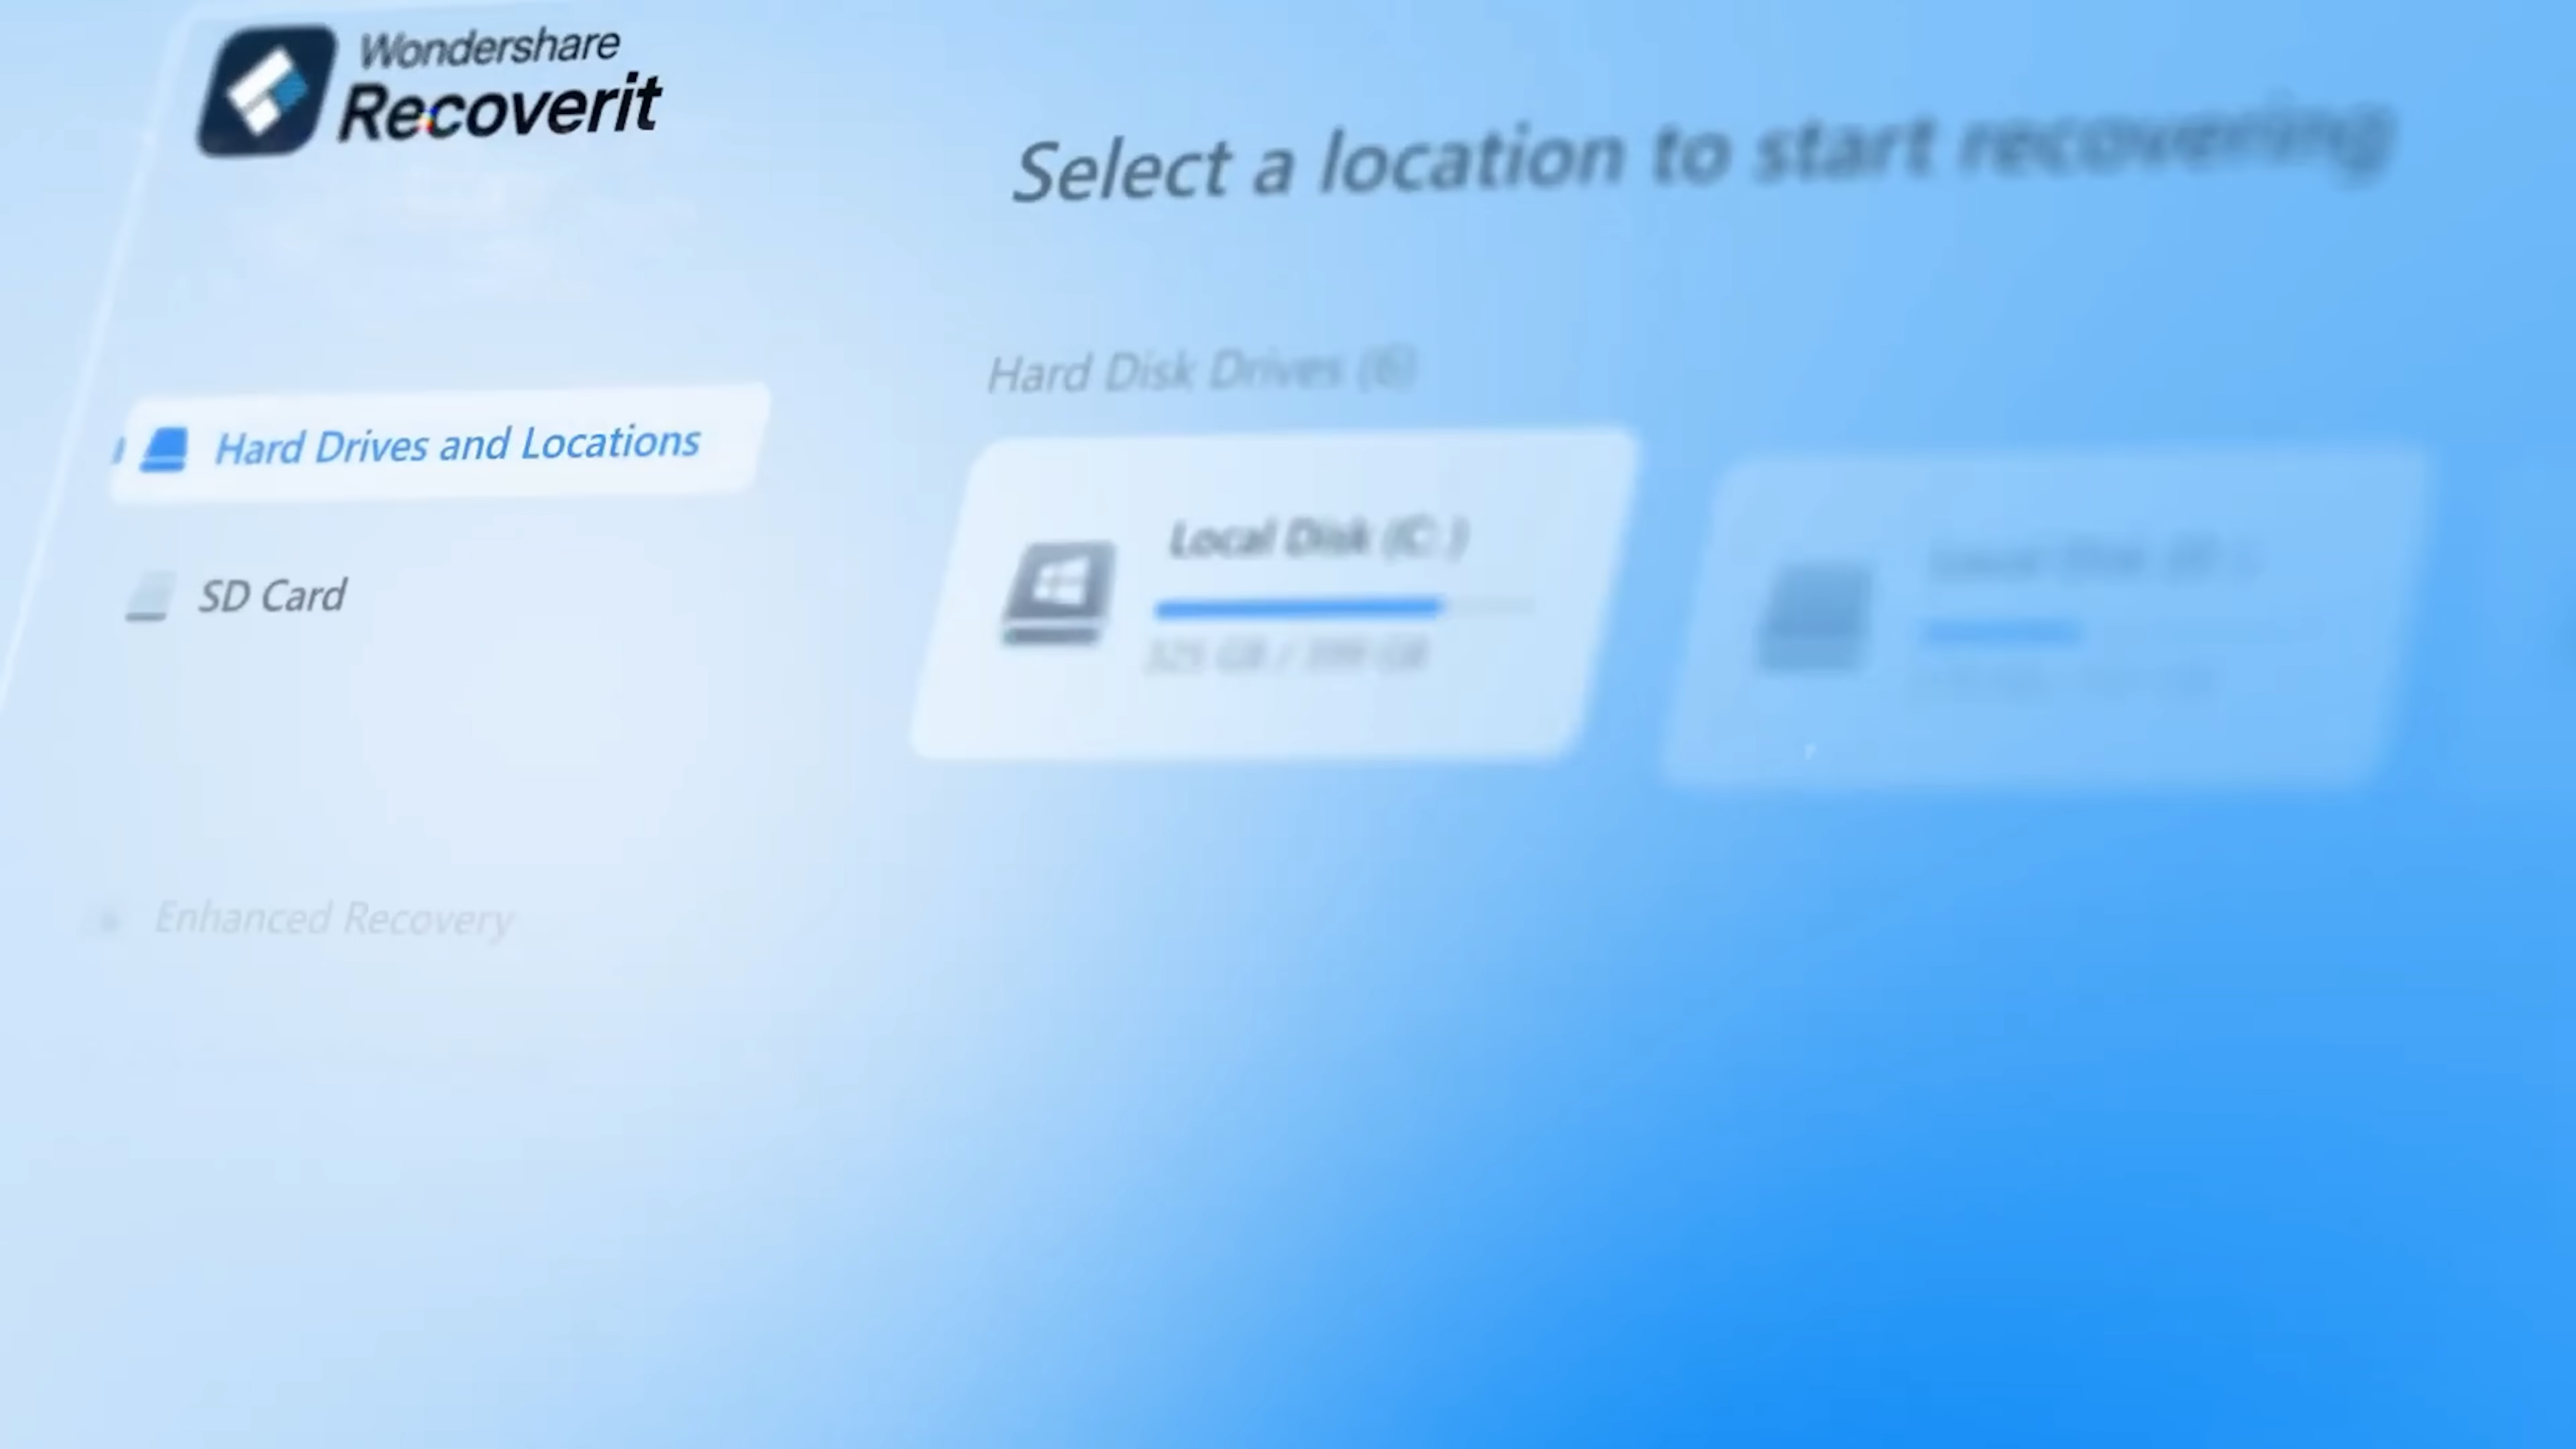 Wondershare
Recoverit
Select a location to start recovering
Hard Disk Drives (6)
Hard Drives and Locations
Local Disk (C:)
SD Card
Enhanced Recovery